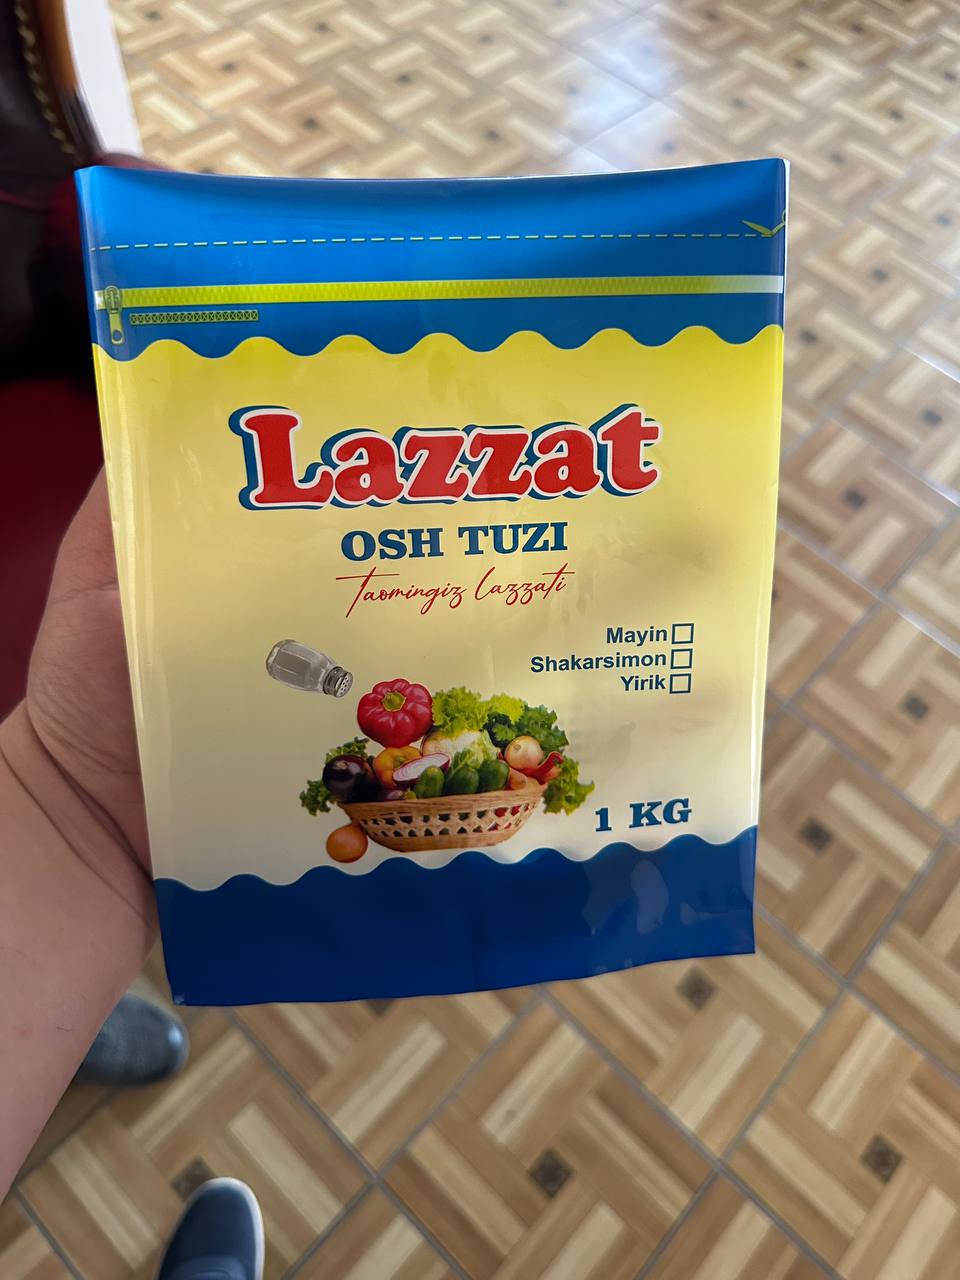 Lazzat
OSH TUZI
Taomingiz lazzati
Mayin
Shakarsimon
Yirik
1 KG